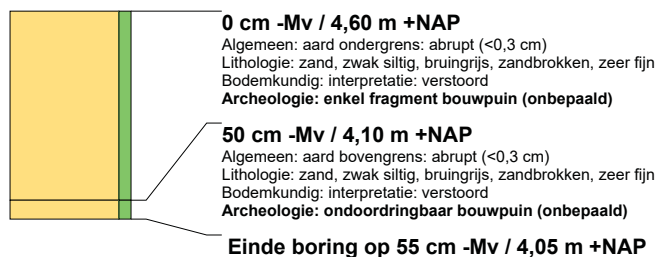 0 cm -Mv / 4,60 m +NAP
Algemeen: aard ondergrens: abrupt (<0,3 cm)
Lithologie: zand, zwak siltig, bruingrijs, zandbrokken, zeer fijn
Bodemkundig: interpretatie: verstoord
Archeologie: enkel fragment bouwpuin (onbepaald)
50 cm -Mv / 4,10 m +NAP
Algemeen: aard bovengrens: abrupt (<0,3 cm)
Lithologie: zand, zwak siltig, bruingrijs, zandbrokken, zeer fijn
Bodemkundig: interpretatie: verstoord
Archeologie: ondoordringbaar bouwpuin (onbepaald)
Einde boring op 55 cm -Mv / 4,05 m +NAP